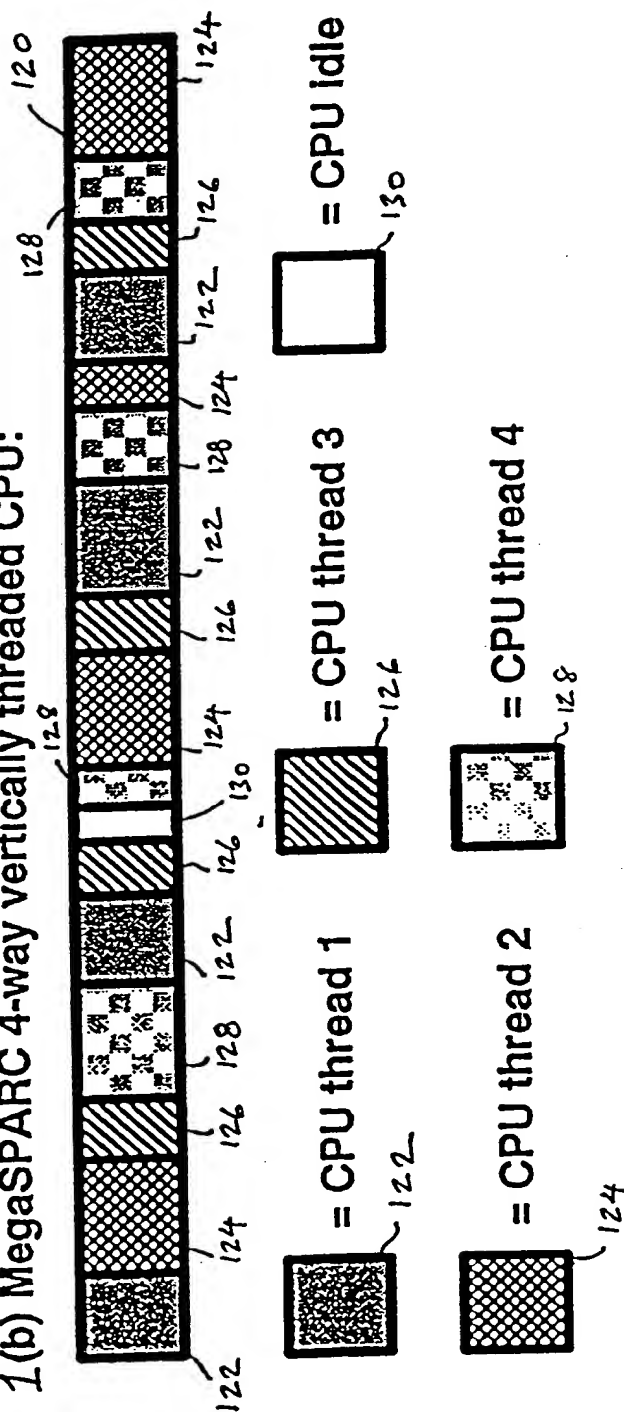 1(b) MegaSPARC 4-way vertically threaded CPU:
128 128 120
122 124 126 128 122 126 130 124 126 122 128 124 122 126 124
= CPU thread 1 = CPU thread 3 = CPU idle
122 126 130
= CPU thread 2 = CPU thread 4
124 128